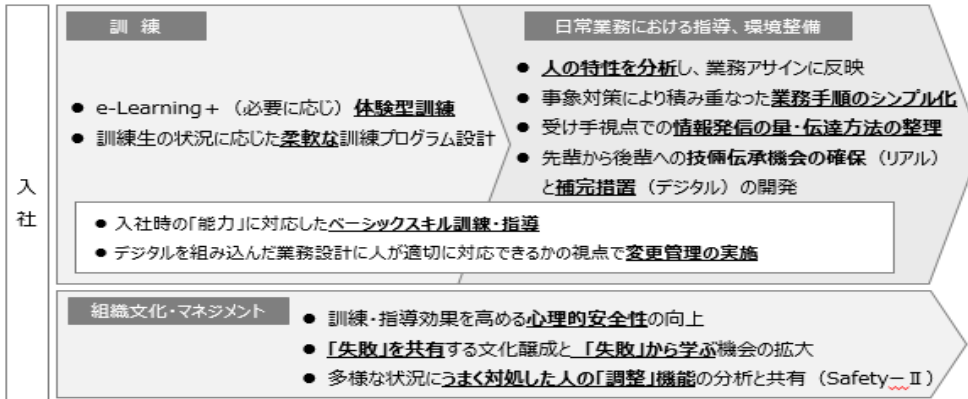 入
社
訓 練
● e-Learning+ (必要に応じ) 体験型訓練
● 訓練生の状況に応じた柔軟な訓練プログラム設計
日常業務における指導、環境整備
● 人の特性を分析し、業務アサインに反映
● 事象対策により積み重なった業務手順のシンプル化
● 受け手視点での情報発信の量・伝達方法の整理
● 先輩から後輩への技倆伝承機会の確保(リアル)
と補完措置(デジタル)の開発
● 入社時の「能力」に対応したベーシックスキル訓練・指導
● デジタルを組み込んだ業務設計に人が適切に対応できるかの視点で変更管理の実施
組織文化・マネジメント
● 訓練・指導効果を高める心理的安全性の向上
● 「失敗」を共有する文化醸成と 「失敗」から学ぶ機会の拡大
● 多様な状況にうまく対処した人の「調整」機能の分析と共有(Safety-Ⅱ)